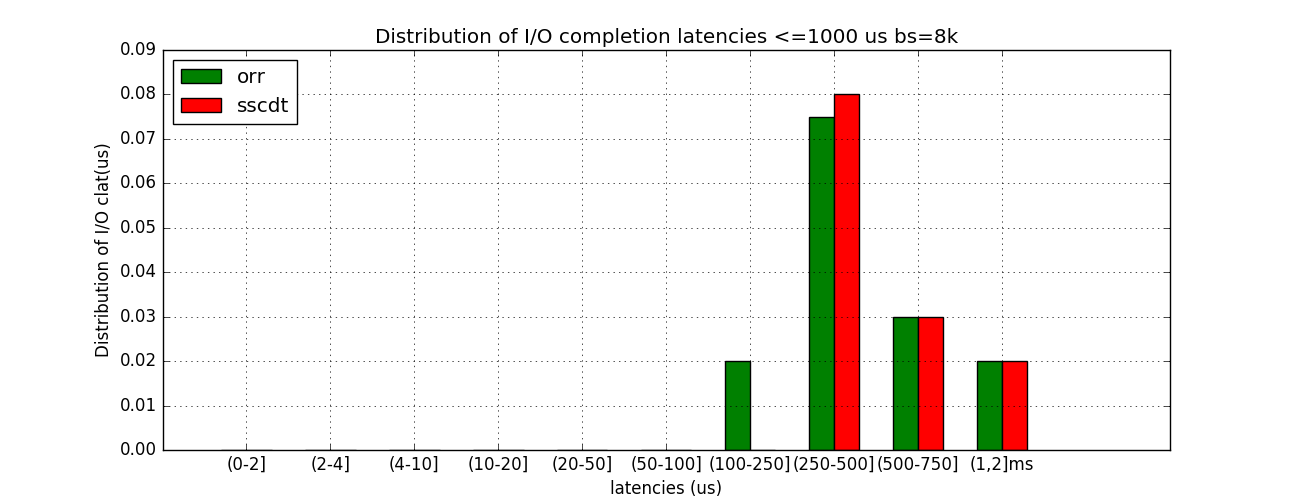 Distribution of I/O completion latencies <=1000 us bs=8k
orr
sscdt
Distribution of I/O clat(us)
0.09
0.08
0.07
0.06
0.05
0.04
0.03
0.02
0.01
0.00
(0-2] (2-4] (4-10] (10-20] (20-50] (50-100] (100-250] (250-500] (500-750] (1,2]ms
latencies (us)